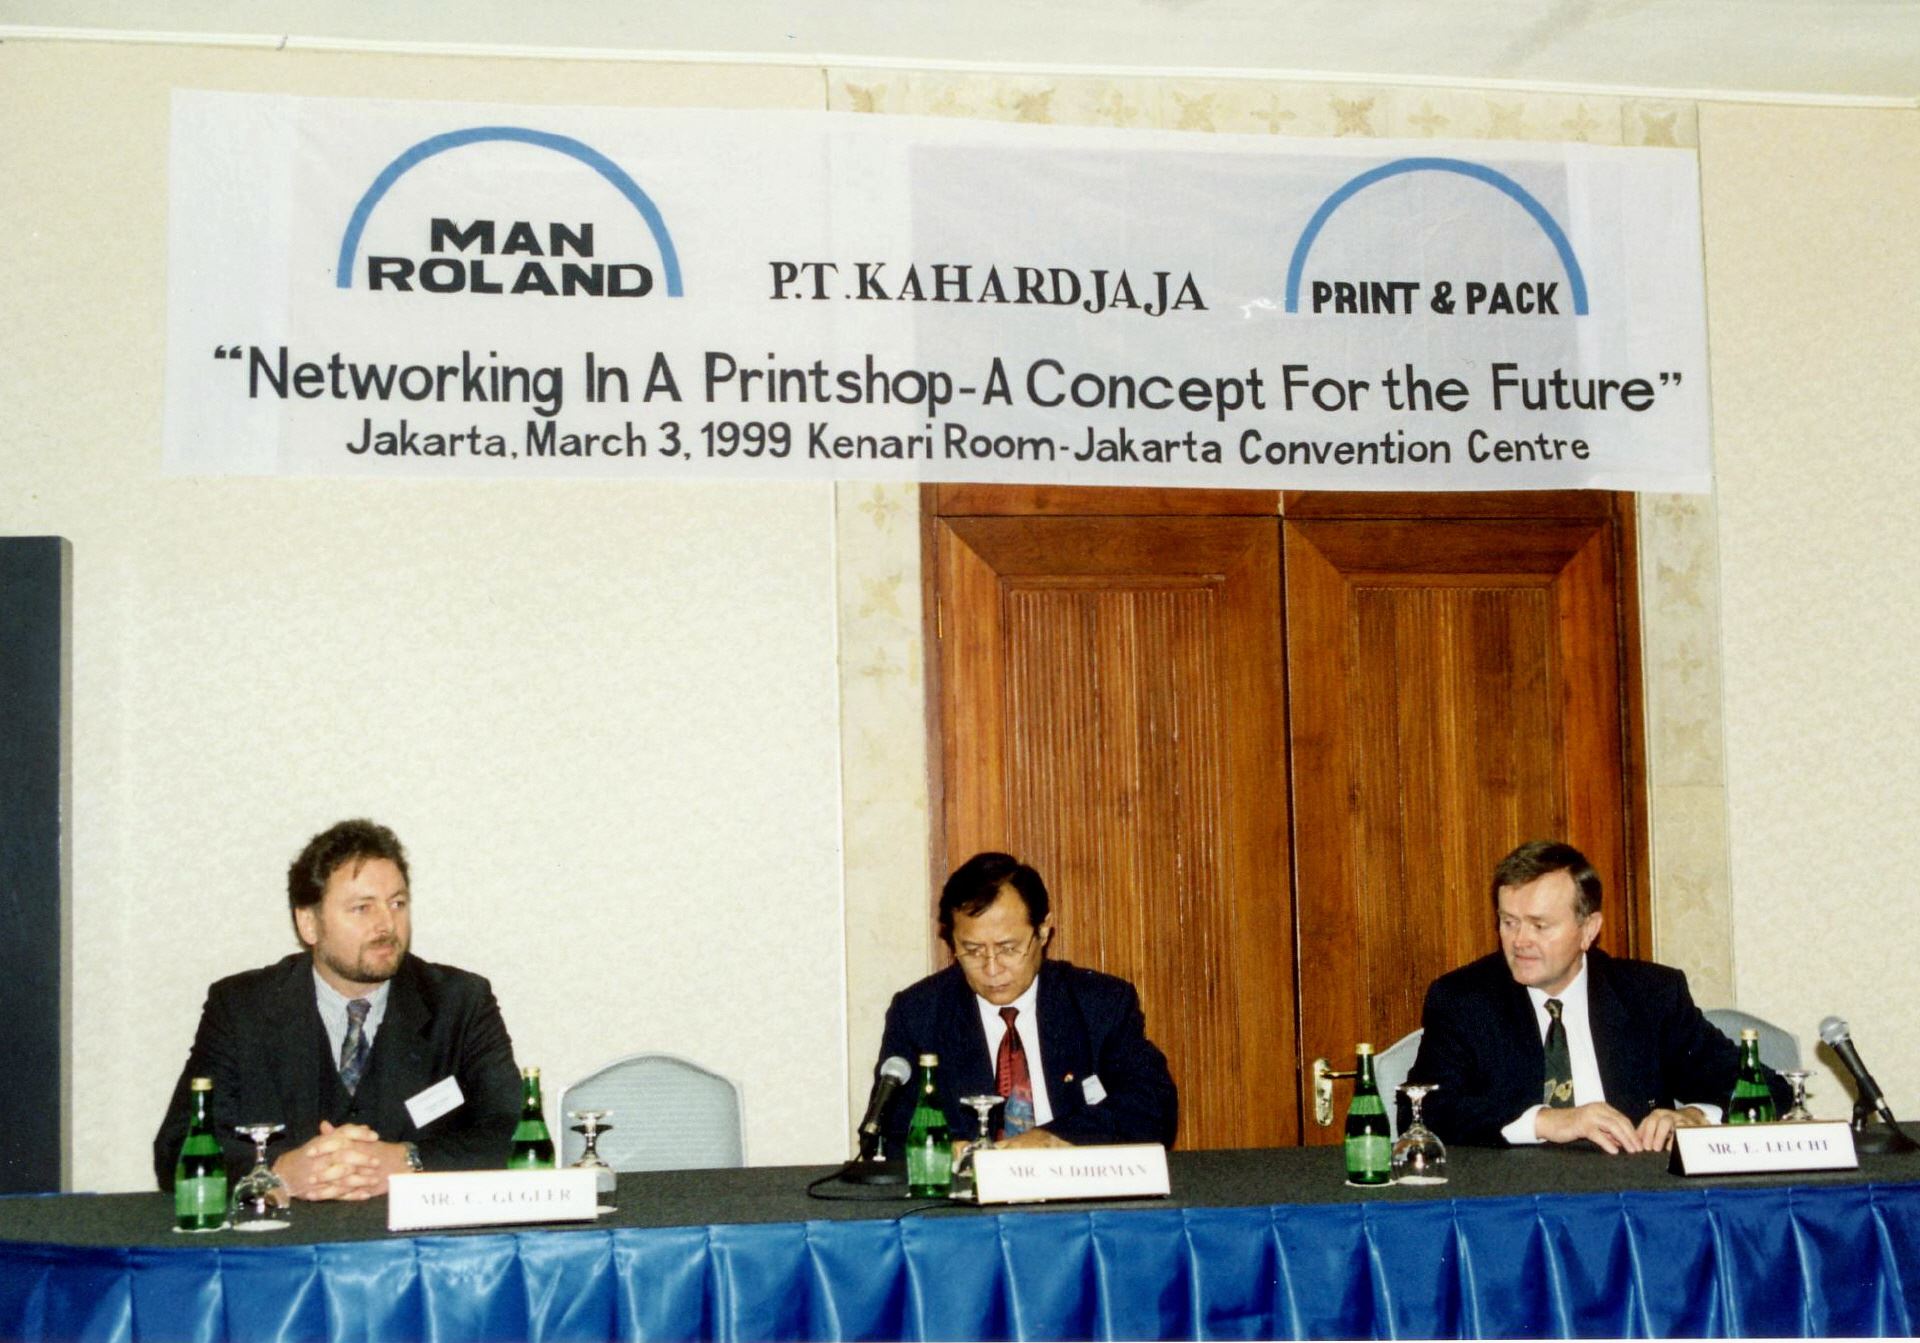 MAN
ROLAND
P.T. KAHARDJAJA
PRINT & PACK
“Networking In A Printshop-A Concept For the Future”
Jakarta, March 3, 1999 Kenari Room-Jakarta Convention Centre
MR. C. GUGLER
MR. SUDJIRMAN
MR. E. LEUCHT